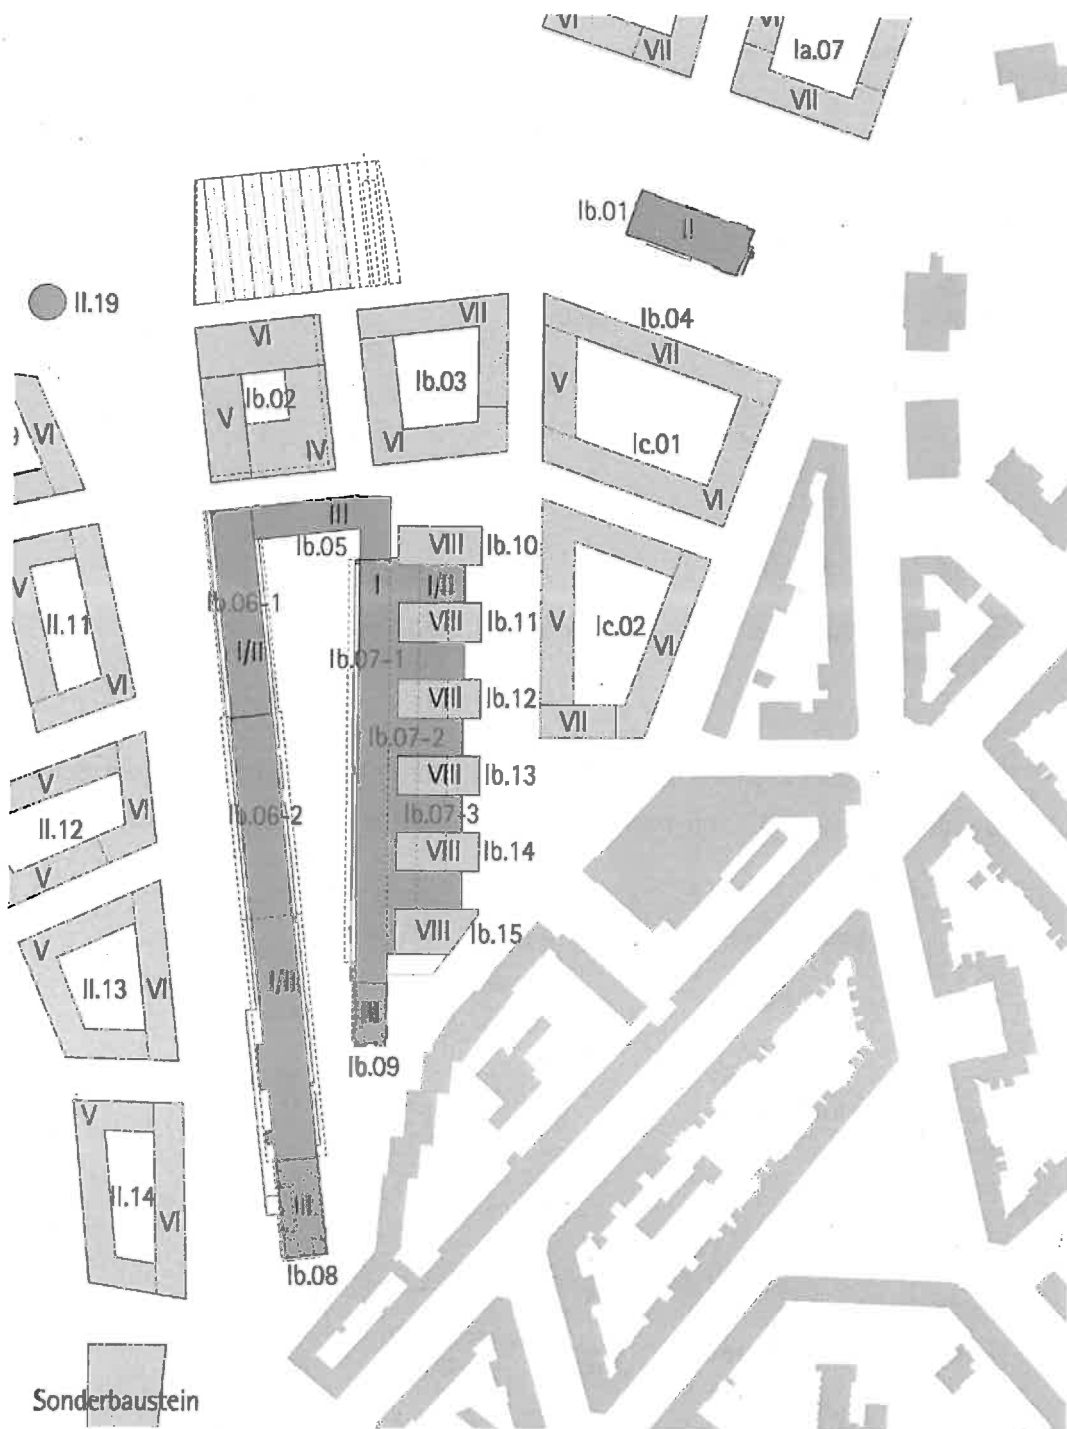 VI
VII
VI
Ia.07
VII
Ib.01
II
II.19
Ib.04
VII
VI
VII
V
Ib.02
Ib.03
V
IV
VI
Ic.01
VI
VI
III
Ib.05
VIII
Ib.10
I
I/II
V
Ib.06-1
VIII
Ib.11
V
Ic.02
II.11
I/II
Ib.07-1
VI
VI
VIII
Ib.12
VII
Ib.07-2
V
VIII
Ib.13
VI
Ib.06-2
Ib.07-3
II.12
VIII
Ib.14
V
VIII
Ib.15
V
II.13
VI
I/II
Ib.09
V
II.14
VI
III
Ib.08
Sonderbaustein